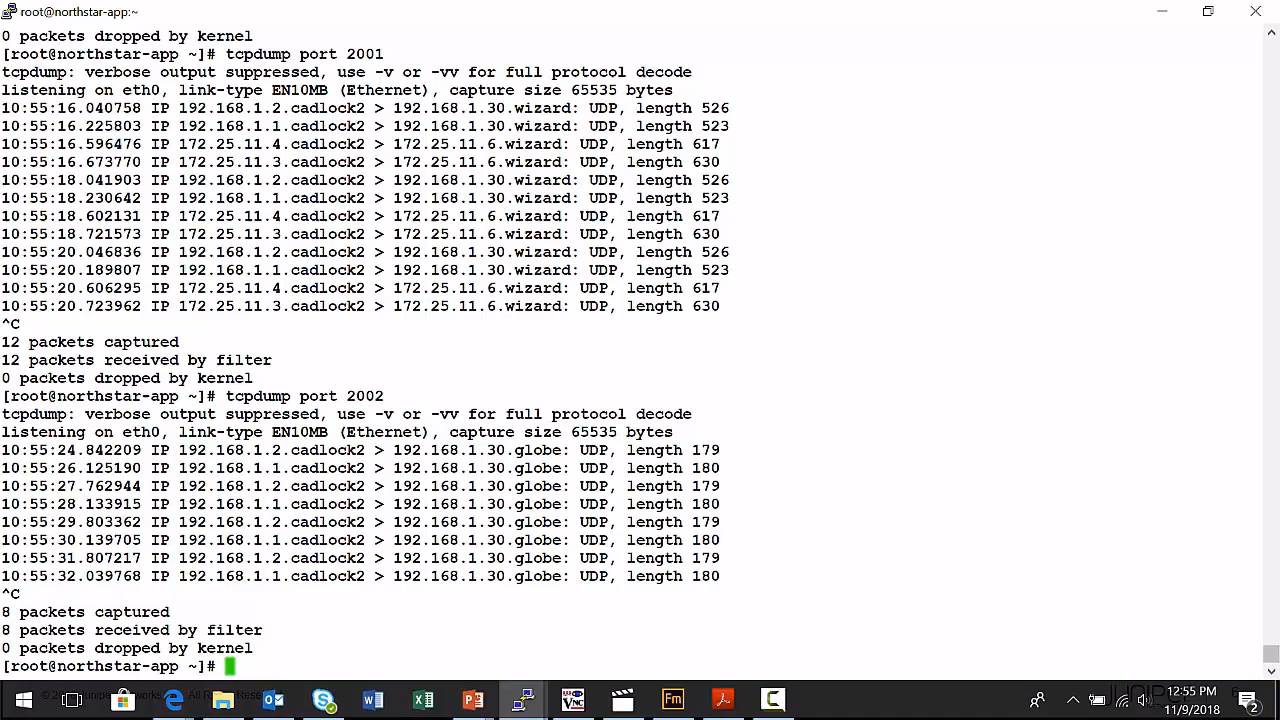 root@northstar-app:~
0 packets dropped by kernel
[root@northstar-app ~]# tcpdump port 2001
tcpdump: verbose output suppressed, use -v or -vv for full protocol decode
listening on eth0, link-type EN10MB (Ethernet), capture size 65535 bytes
10:55:16.040758 IP 192.168.1.2.cadlock2 > 192.168.1.30.wizard: UDP, length 526
10:55:16.225803 IP 192.168.1.1.cadlock2 > 192.168.1.30.wizard: UDP, length 523
10:55:16.596476 IP 172.25.11.4.cadlock2 > 172.25.11.6.wizard: UDP, length 617
10:55:16.673770 IP 172.25.11.3.cadlock2 > 172.25.11.6.wizard: UDP, length 630
10:55:18.041903 IP 192.168.1.2.cadlock2 > 192.168.1.30.wizard: UDP, length 526
10:55:18.230642 IP 192.168.1.1.cadlock2 > 192.168.1.30.wizard: UDP, length 523
10:55:18.602131 IP 172.25.11.4.cadlock2 > 172.25.11.6.wizard: UDP, length 617
10:55:18.721573 IP 172.25.11.3.cadlock2 > 172.25.11.6.wizard: UDP, length 630
10:55:20.046836 IP 192.168.1.2.cadlock2 > 192.168.1.30.wizard: UDP, length 526
10:55:20.189807 IP 192.168.1.1.cadlock2 > 192.168.1.30.wizard: UDP, length 523
10:55:20.606295 IP 172.25.11.4.cadlock2 > 172.25.11.6.wizard: UDP, length 617
10:55:20.723962 IP 172.25.11.3.cadlock2 > 172.25.11.6.wizard: UDP, length 630
^C
12 packets captured
12 packets received by filter
0 packets dropped by kernel
[root@northstar-app ~]# tcpdump port 2002
tcpdump: verbose output suppressed, use -v or -vv for full protocol decode
listening on eth0, link-type EN10MB (Ethernet), capture size 65535 bytes
10:55:24.842209 IP 192.168.1.2.cadlock2 > 192.168.1.30.globe: UDP, length 179
10:55:26.125190 IP 192.168.1.1.cadlock2 > 192.168.1.30.globe: UDP, length 180
10:55:27.762944 IP 192.168.1.2.cadlock2 > 192.168.1.30.globe: UDP, length 179
10:55:28.133915 IP 192.168.1.1.cadlock2 > 192.168.1.30.globe: UDP, length 180
10:55:29.803362 IP 192.168.1.2.cadlock2 > 192.168.1.30.globe: UDP, length 179
10:55:30.139705 IP 192.168.1.1.cadlock2 > 192.168.1.30.globe: UDP, length 180
10:55:31.807217 IP 192.168.1.2.cadlock2 > 192.168.1.30.globe: UDP, length 179
10:55:32.039768 IP 192.168.1.1.cadlock2 > 192.168.1.30.globe: UDP, length 180
^C
8 packets captured
8 packets received by filter
0 packets dropped by kernel
[root@northstar-app ~]#
12:55 PM
11/9/2018
2